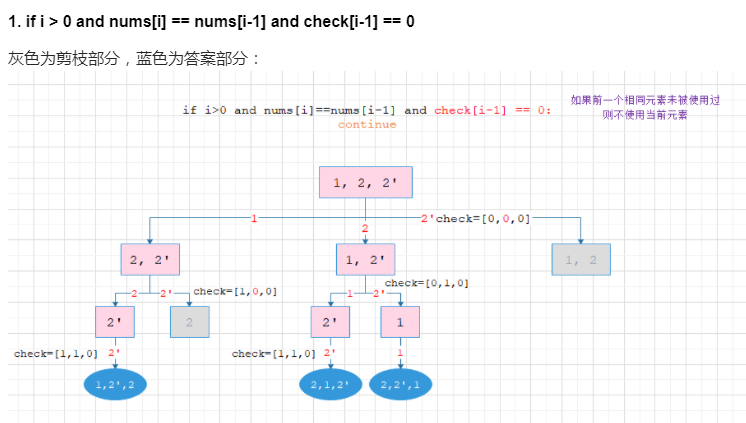 1. if i > 0 and nums[i] == nums[i-1] and check[i-1] == 0
灰色为剪枝部分，蓝色为答案部分：
if i>0 and nums[i]==nums[i-1] and check[i-1] == 0:
continue
如果前一个相同元素未被使用过
则不使用当前元素
1, 2, 2'
1
2
2'check=[0,0,0]
2, 2'
1, 2'
1, 2
2
2'
check=[1,0,0]
1
2'
check=[0,1,0]
2'
2
2'
1
check=[1,1,0] 2'
check=[1,1,0] 2'
1
1,2',2
2,1,2'
2,2',1